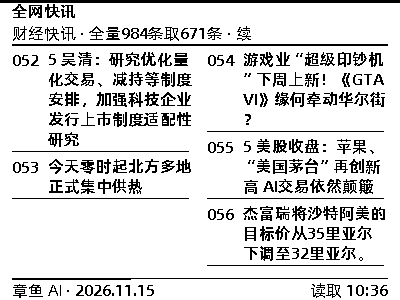 全网快讯
财经快讯·全量984条取671条·续
052 5 吴清：研究优化量
化交易、减持等制度
安排，加强科技企业
发行上市制度适配性
研究
053 今天零时起北方多地
正式集中供热
054 游戏业“超级印钞机
”下周上新！《GTA
VI》缘何牵动华尔街
？
055 5 美股收盘：苹果、
“美国茅台”再创新
高 AI交易依然颠簸
056 杰富瑞将沙特阿美的
目标价从35里亚尔
下调至32里亚尔。
章鱼 AI · 2026.11.15
读取 10:36